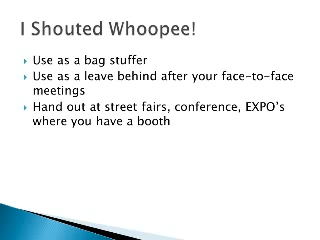 I Shouted Whoopee!
Use as a bag stuffer
Use as a leave behind after your face-to-face
meetings
Hand out at street fairs, conference, EXPO's
where you have a booth